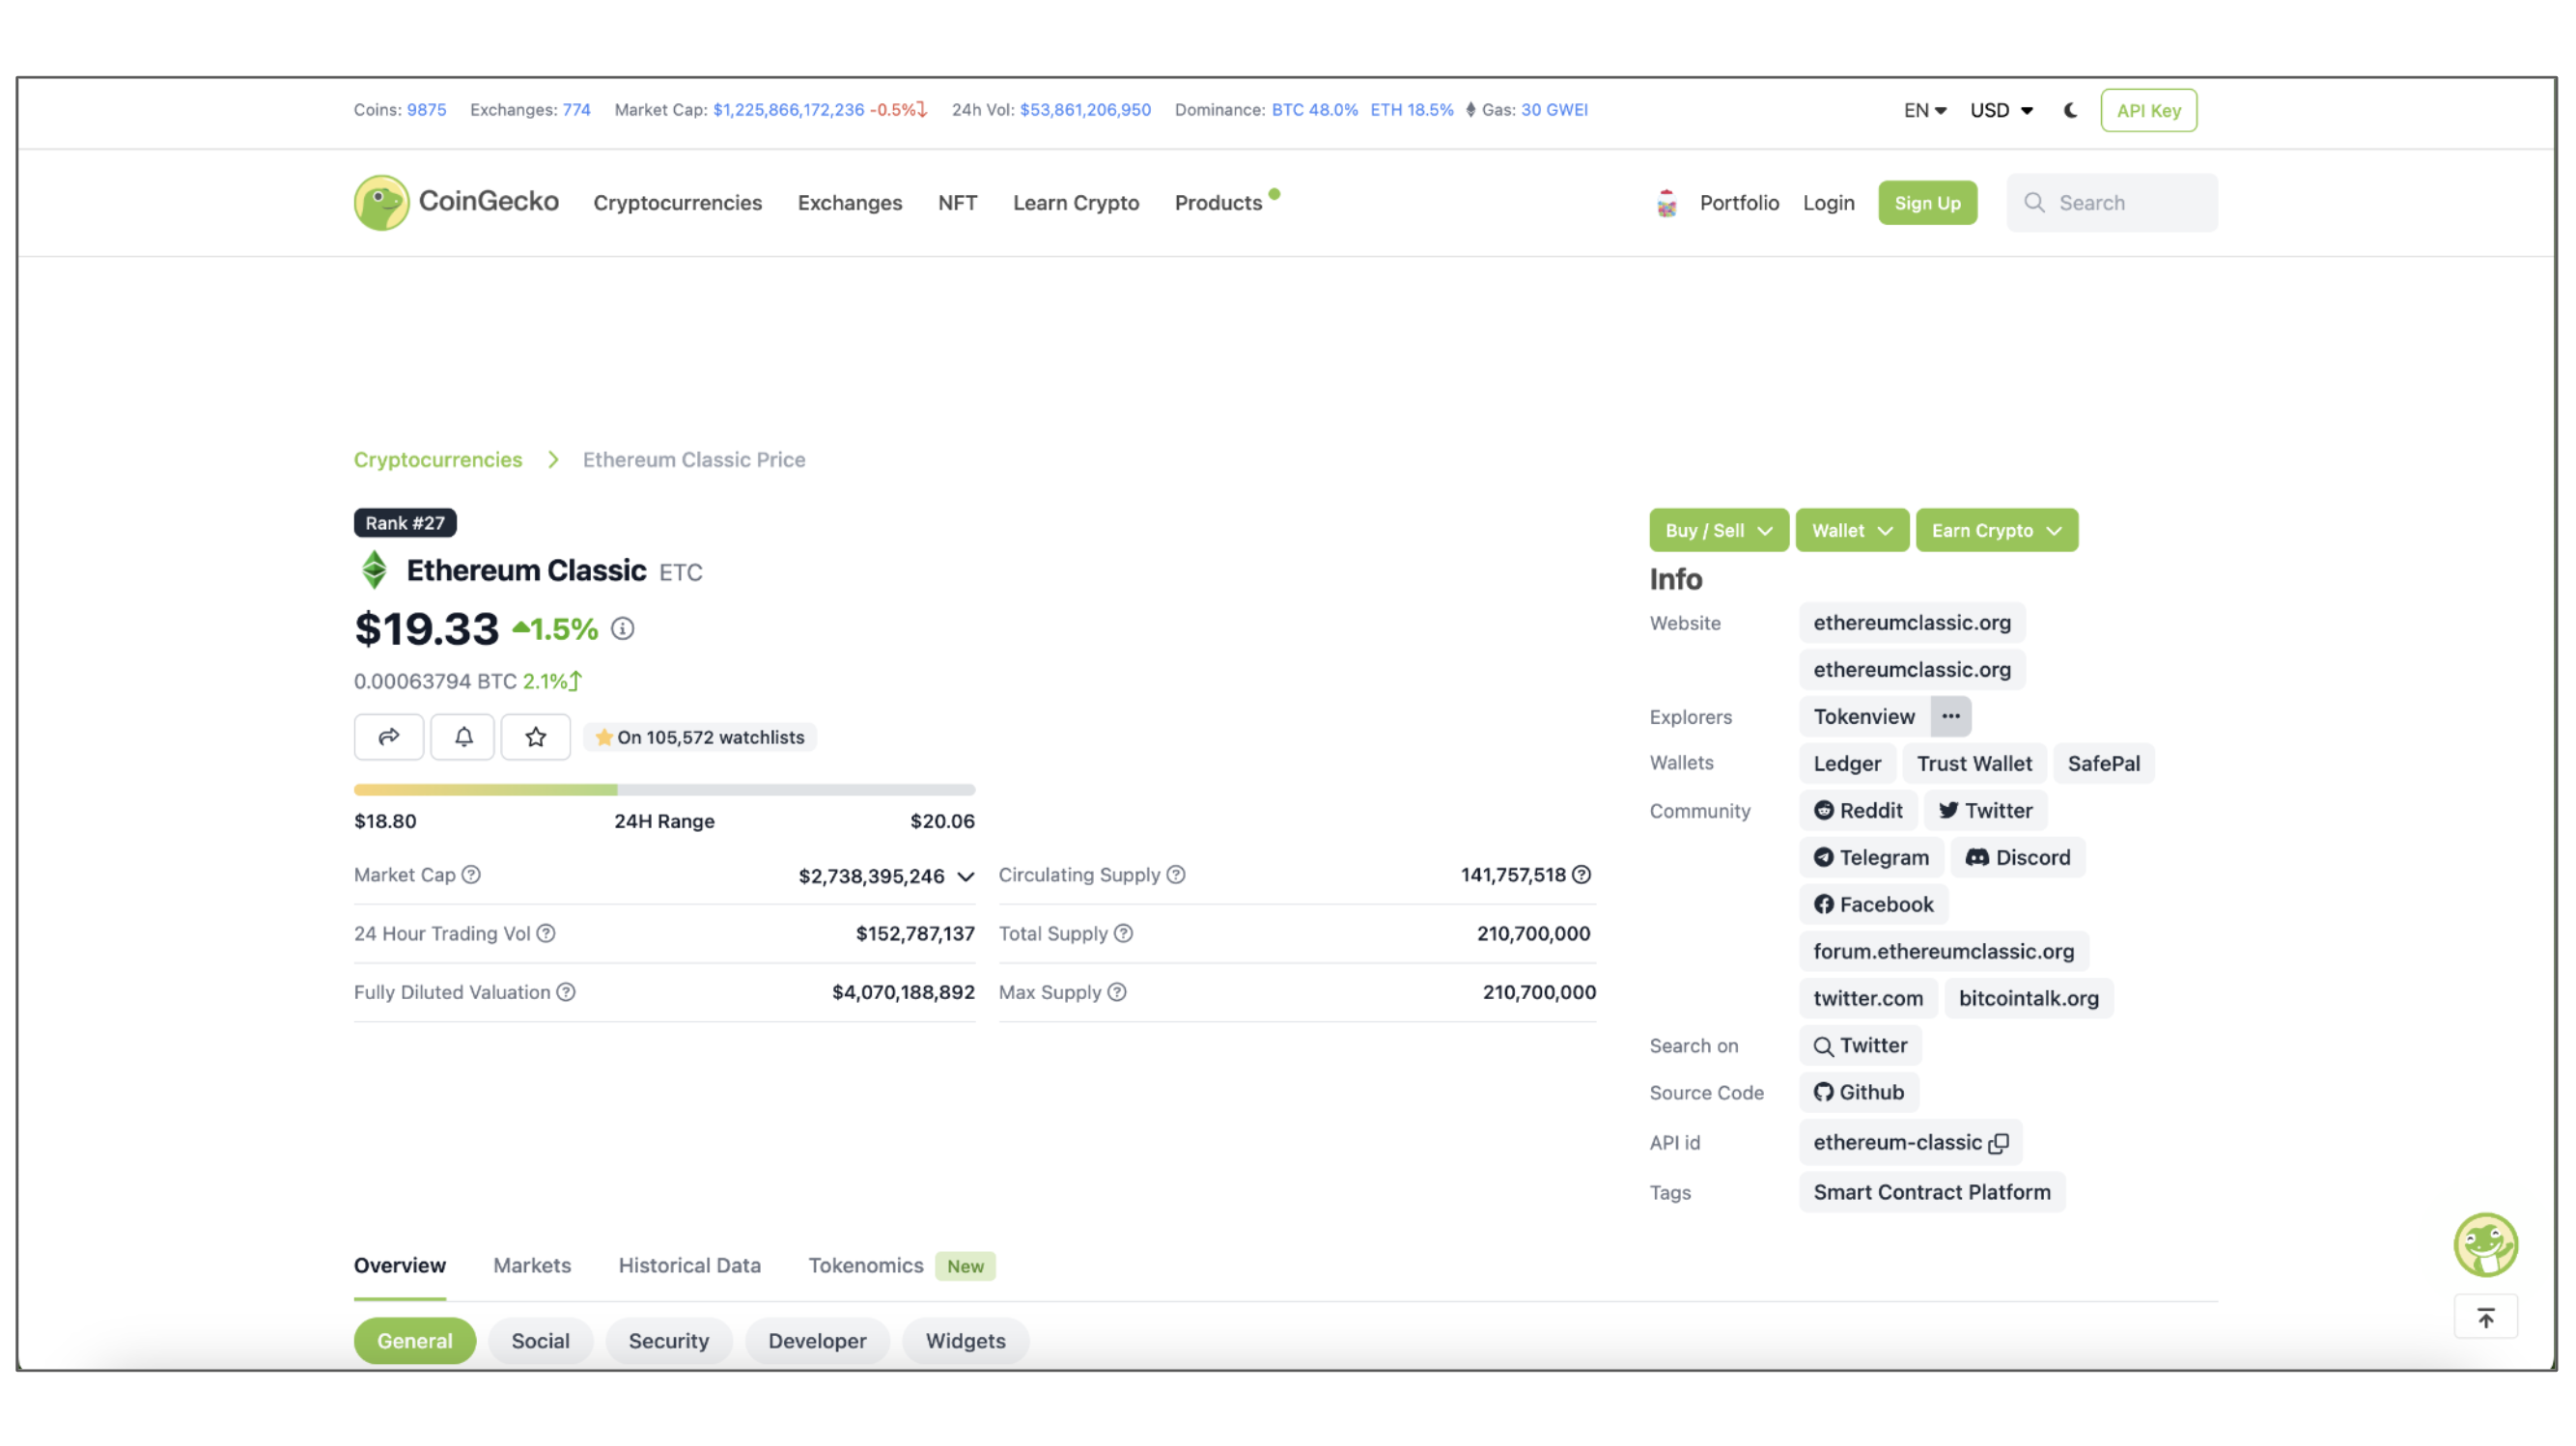 Coins: 9875 Exchanges: 774 Market Cap: $1,225,866,172,236 -0.5% 24h Vol: $53,861,206,950 Dominance: BTC 48.0% ETH 18.5% Gas: 30 GWEI EN USD API Key
CoinGecko Cryptocurrencies Exchanges NFT Learn Crypto Products Portfolio Login Sign Up Search
Cryptocurrencies Ethereum Classic Price
Rank #27
Ethereum Classic ETC
$19.33 1.5%
0.00063794 BTC 2.1%
On 105,572 watchlists
$18.80 24H Range $20.06
Market Cap $2,738,395,246 Circulating Supply 141,757,518
24 Hour Trading Vol $152,787,137 Total Supply 210,700,000
Fully Diluted Valuation $4,070,188,892 Max Supply 210,700,000
Buy / Sell Wallet Earn Crypto
Info
Website ethereumclassic.org
ethereumclassic.org
Explorers Tokenview ···
Wallets Ledger Trust Wallet SafePal
Community Reddit Twitter
Telegram Discord
Facebook
forum.ethereumclassic.org
twitter.com bitcointalk.org
Search on Twitter
Source Code Github
API id ethereum-classic
Tags Smart Contract Platform
Overview Markets Historical Data Tokenomics New
General Social Security Developer Widgets